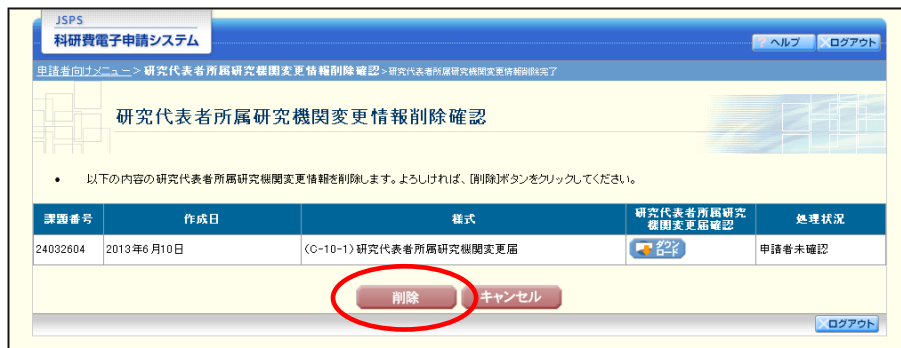 JSPS
科研費電子申請システム
? ヘルプ
ログアウト
申請者向けメニュー>研究代表者所属研究機関変更情報削除確認>研究代表者所属研究機関変更情報削除完了
研究代表者所属研究機関変更情報削除確認
• 以下の内容の研究代表者所属研究機関変更情報を削除します。よろしければ、[削除]ボタンをクリックしてください。
課題番号 作成日 様式 研究代表者所属研究 処理状況
機関変更届確認
24032604 2013年6月10日 (C-10-1)研究代表者所属研究機関変更届 ダウンロード 申請者未確認
削除 キャンセル
ログアウト